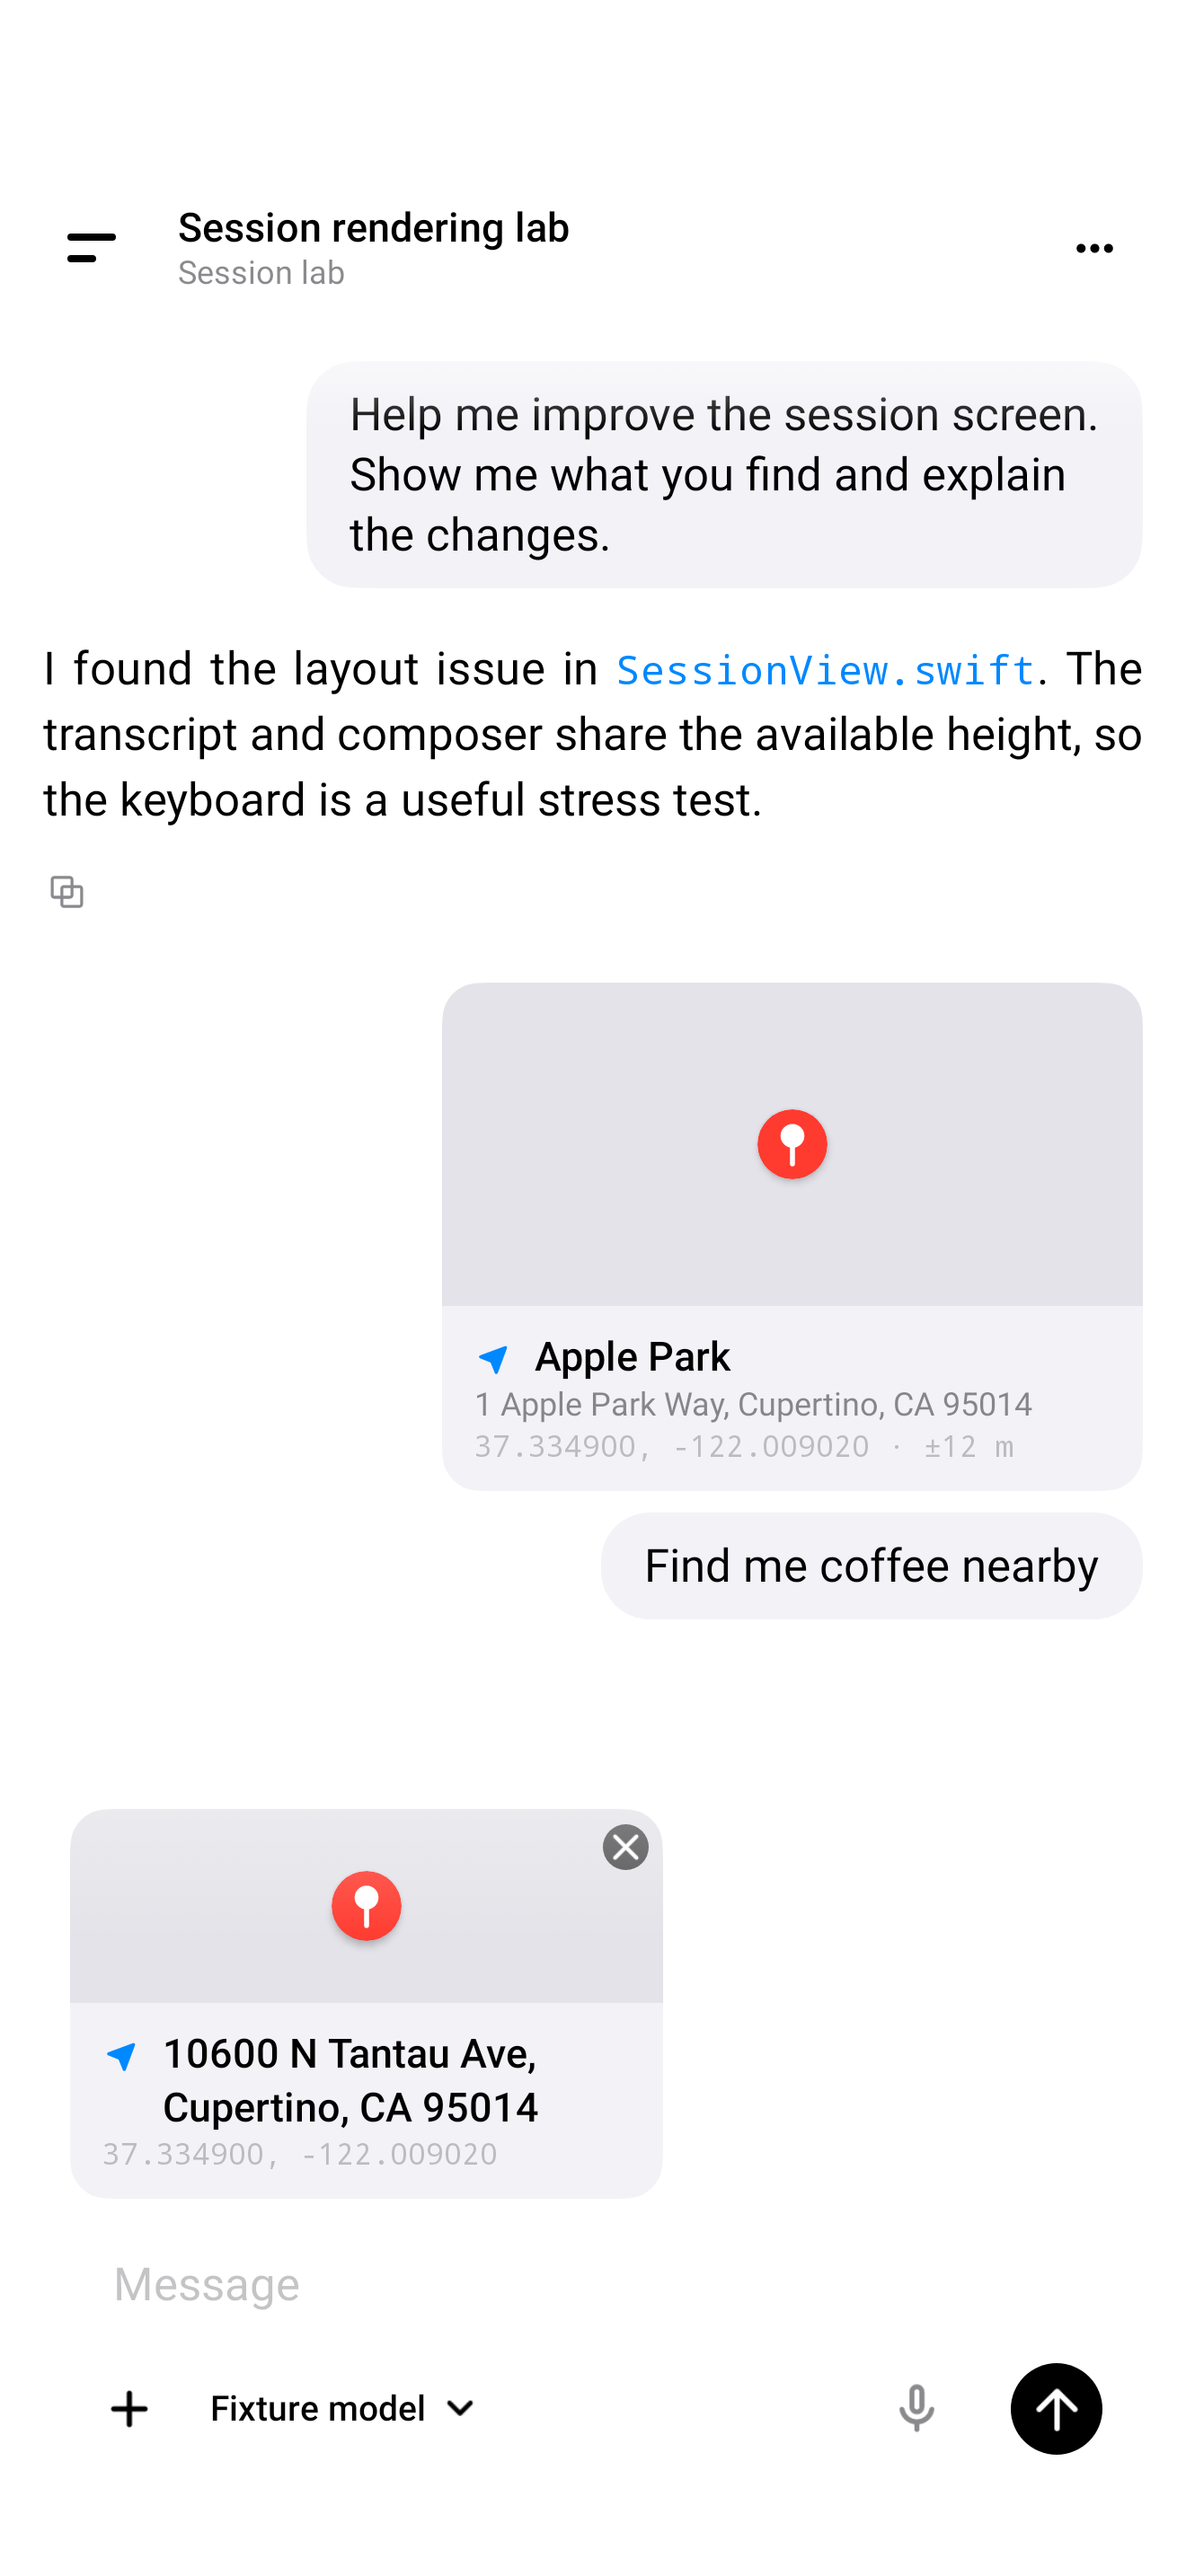 Session rendering lab
Session lab
Help me improve the session screen.
Show me what you find and explain
the changes.
I found the layout issue in SessionView.swift. The
transcript and composer share the available height, so
the keyboard is a useful stress test.
Apple Park
1 Apple Park Way, Cupertino, CA 95014
37.334900, -122.009020 · ±12 m
Find me coffee nearby
10600 N Tantau Ave,
Cupertino, CA 95014
37.334900, -122.009020
Message
Fixture model